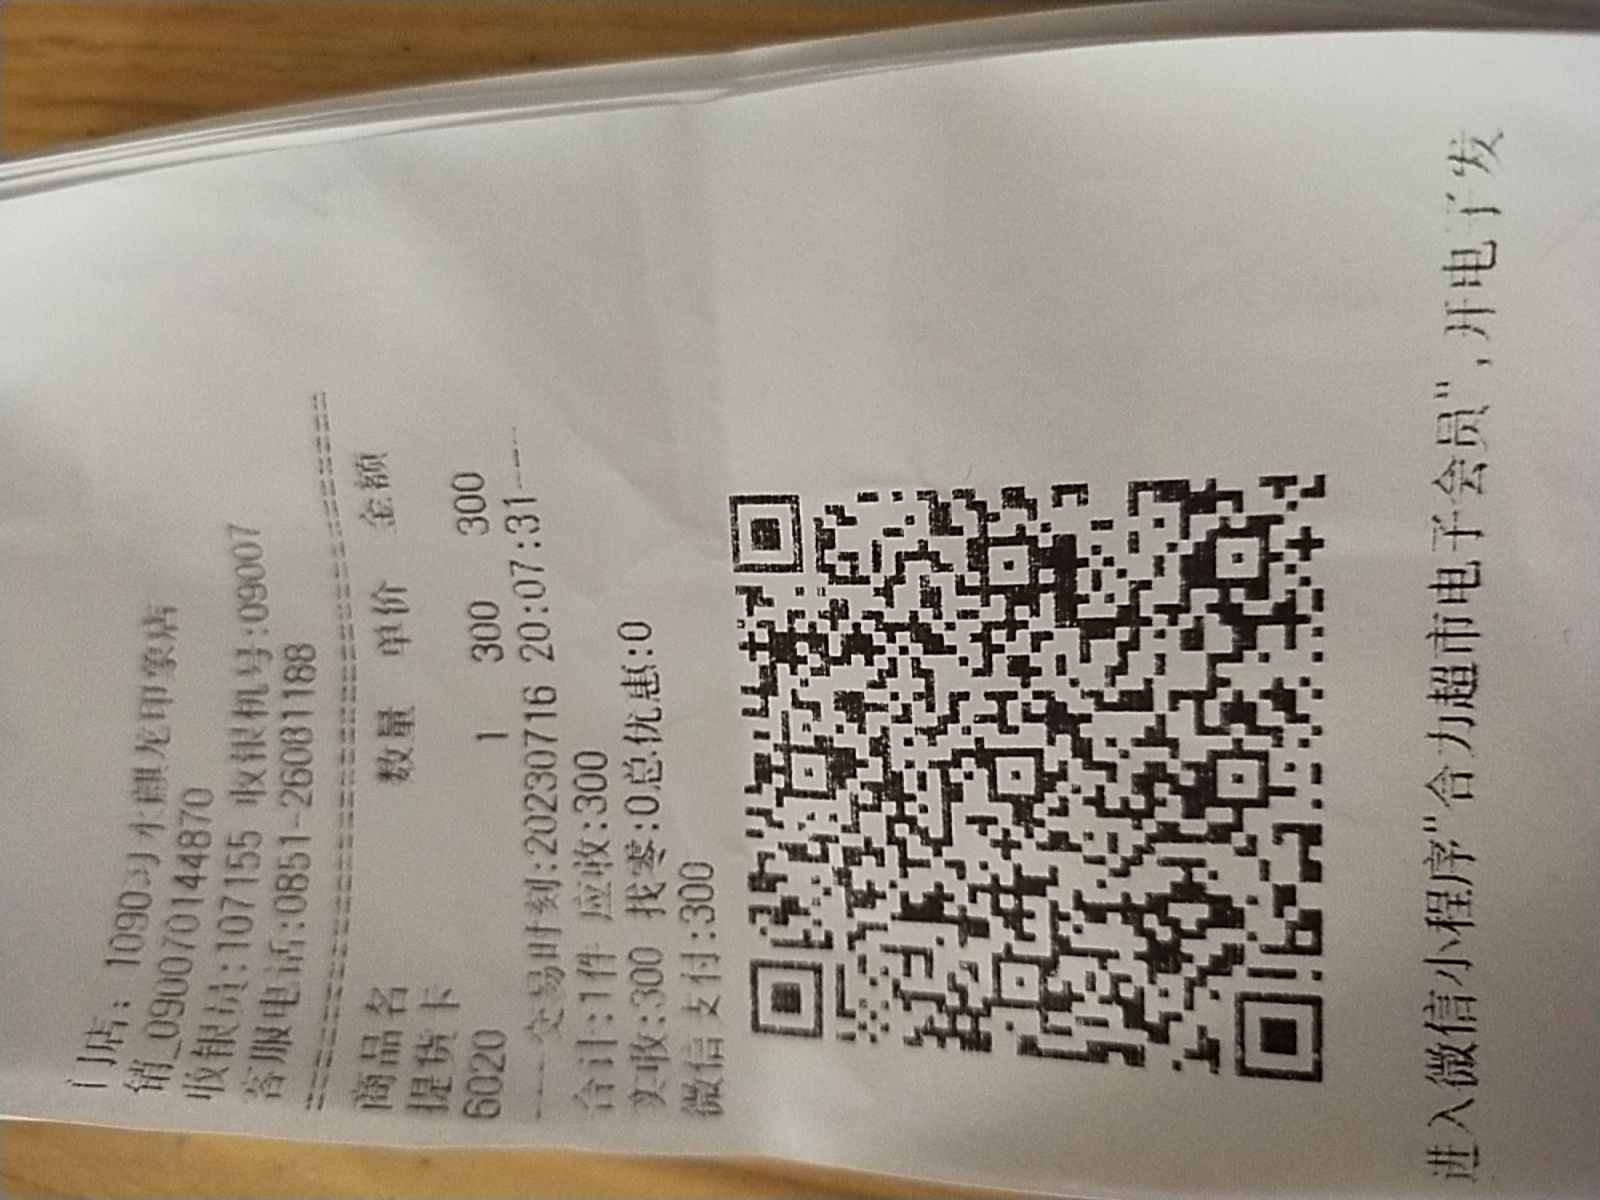 门店: 1090习水麒龙印象店
销_0900707 0144870
收银员:107155 收银机号:09007
客服电话:0851-26081188
商品名 数量 单价 金额
提货卡
6020 1 300 300
----交易时刻:20230716 20:07:31----
合计:1件 应收:300
实收:300 找零:0总优惠:0
微信支付:300
进入微信小程序"合力超市电子会员", 开电子发